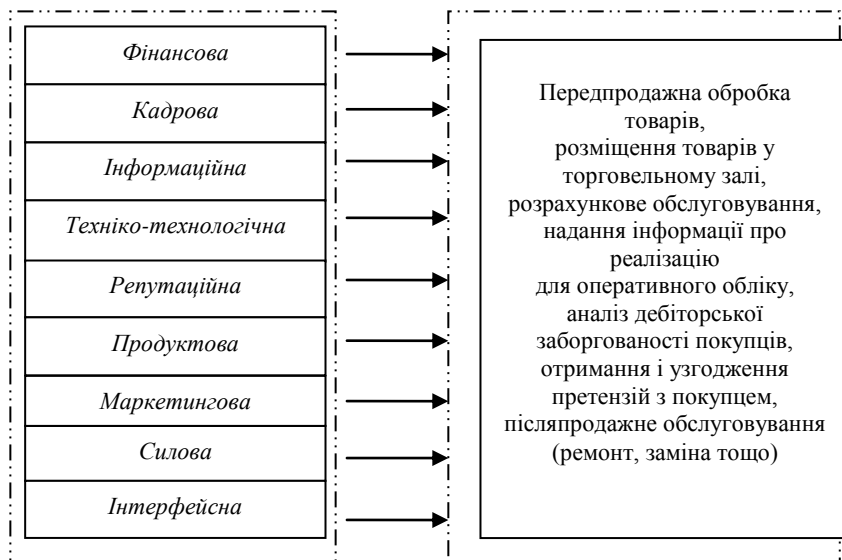 Фінансова
Кадрова
Інформаційна
Техніко-технологічна
Репутаційна
Продуктова
Маркетингова
Силова
Інтерфейсна
Передпродажна обробка
товарів,
розміщення товарів у
торговельному залі,
розрахункове обслуговування,
надання інформації про
реалізацію
для оперативного обліку,
аналіз дебіторської
заборгованості покупців,
отримання і узгодження
претензій з покупцем,
післяпродажне обслуговування
(ремонт, заміна тощо)